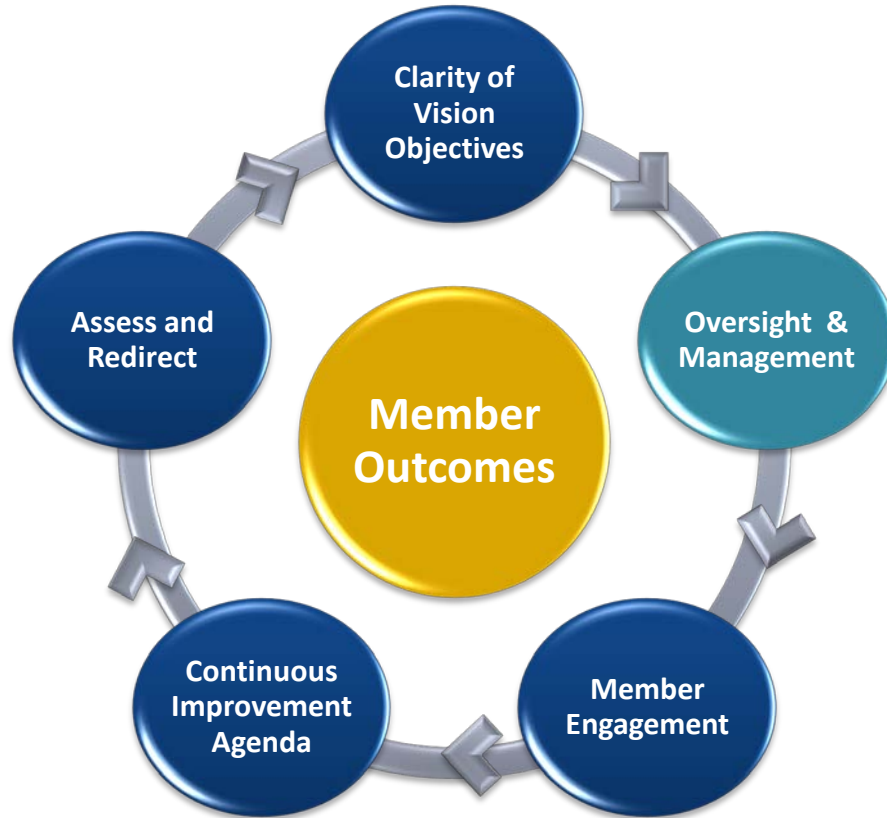 Clarity of
Vision
Objectives
Oversight &
Management
Member
Engagement
Continuous
Improvement
Agenda
Assess and
Redirect
Member
Outcomes